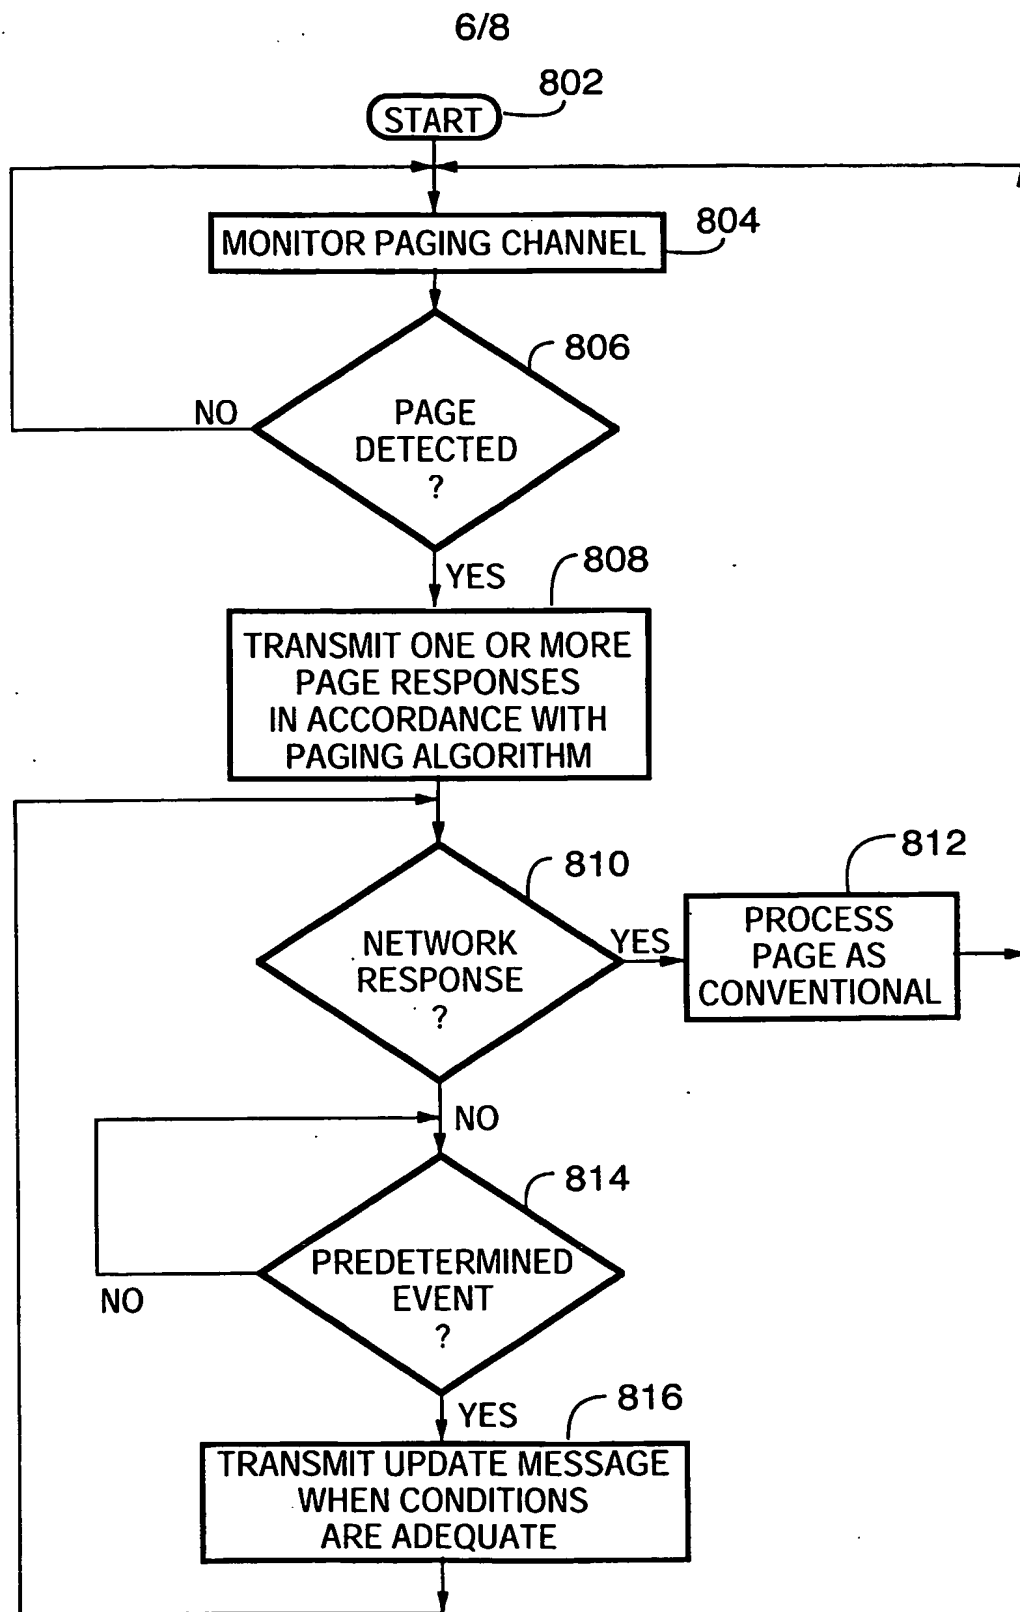 6/8
802
START
MONITOR PAGING CHANNEL
804
806
NO
PAGE
DETECTED
?
YES
808
TRANSMIT ONE OR MORE
PAGE RESPONSES
IN ACCORDANCE WITH
PAGING ALGORITHM
810
812
NETWORK
RESPONSE
?
YES
PROCESS
PAGE AS
CONVENTIONAL
NO
814
PREDETERMINED
EVENT
?
NO
YES
816
TRANSMIT UPDATE MESSAGE
WHEN CONDITIONS
ARE ADEQUATE